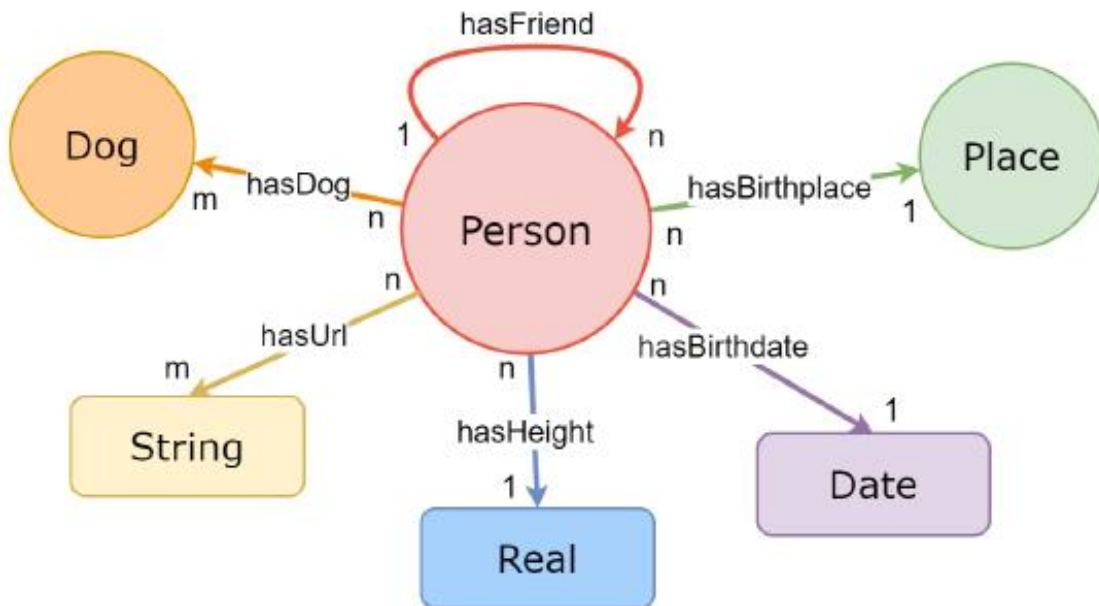 hasFriend
1
n
Dog
hasDog
m
n
Person
hasBirthplace
n
1
Place
n
hasUrl
m
String
n
hasHeight
1
Real
n
hasBirthdate
1
Date